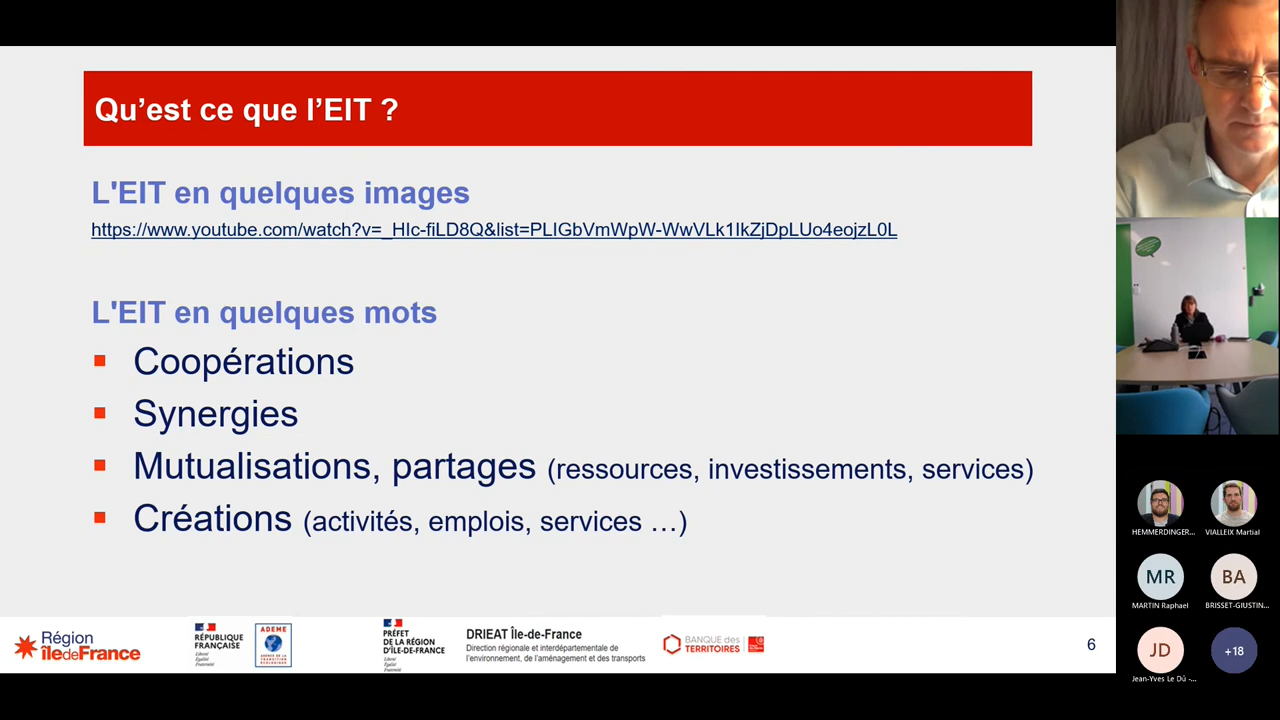 Qu'est ce que l'EIT ?
L'EIT en quelques images
https://www.youtube.com/watch?v=_HIc-fiLD8Q&list=PLIGbVmWpW-WwVLk1IkZjDpLUo4eojzL0L
L'EIT en quelques mots
Coopérations
Synergies
Mutualisations, partages (ressources, investissements, services)
Créations (activités, emplois, services …)
Région
îledeFrance
RÉPUBLIQUE
FRANÇAISE
Liberté
Égalité
Fraternité
ADEME
AGENCE DE LA
TRANSITION
ÉCOLOGIQUE
PRÉFET
DE LA RÉGION
D'ÎLE-DE-FRANCE
Liberté
Égalité
Fraternité
DRIEAT Île-de-France
Direction régionale et interdépartementale de
l'environnement, de l'aménagement et des transports
BANQUE des
TERRITOIRES
6
HEMMERDINGER...
VIALLEIX Martial
MR
BA
MARTIN Raphael
BRISSET-GIUSTIN...
JD
+18
Jean-Yves Le Dû -...